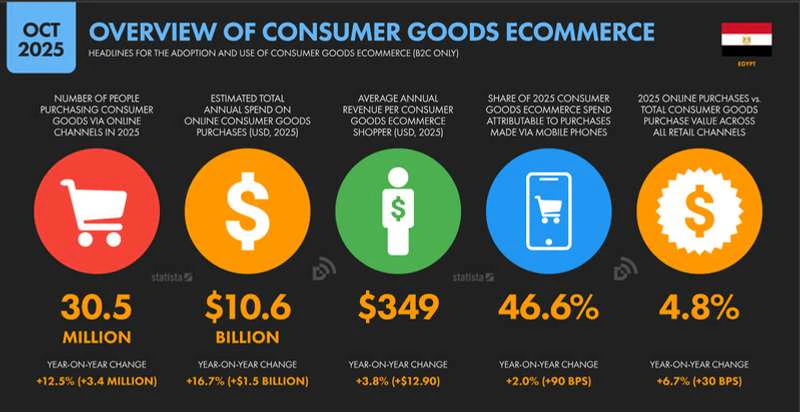 OCT
2025
OVERVIEW OF CONSUMER GOODS ECOMMERCE
HEADLINES FOR THE ADOPTION AND USE OF CONSUMER GOODS ECOMMERCE (B2C ONLY)
EGYPT
NUMBER OF PEOPLE
PURCHASING CONSUMER
GOODS VIA ONLINE
CHANNELS IN 2025
30.5
MILLION
YEAR-ON-YEAR CHANGE
+12.5% (+3.4 MILLION)
ESTIMATED TOTAL
ANNUAL SPEND ON
ONLINE CONSUMER GOODS
PURCHASES (USD, 2025)
$
$10.6
BILLION
YEAR-ON-YEAR CHANGE
+16.7% (+$1.5 BILLION)
AVERAGE ANNUAL
REVENUE PER CONSUMER
GOODS ECOMMERCE
SHOPPER (USD, 2025)
$
$349
YEAR-ON-YEAR CHANGE
+3.8% (+$12.90)
SHARE OF 2025 CONSUMER
GOODS ECOMMERCE SPEND
ATTRIBUTABLE TO PURCHASES
MADE VIA MOBILE PHONES
46.6%
YEAR-ON-YEAR CHANGE
+2.0% (+90 BPS)
2025 ONLINE PURCHASES vs.
TOTAL CONSUMER GOODS
PURCHASE VALUE ACROSS
ALL RETAIL CHANNELS
$
4.8%
YEAR-ON-YEAR CHANGE
+6.7% (+30 BPS)
statista
statista